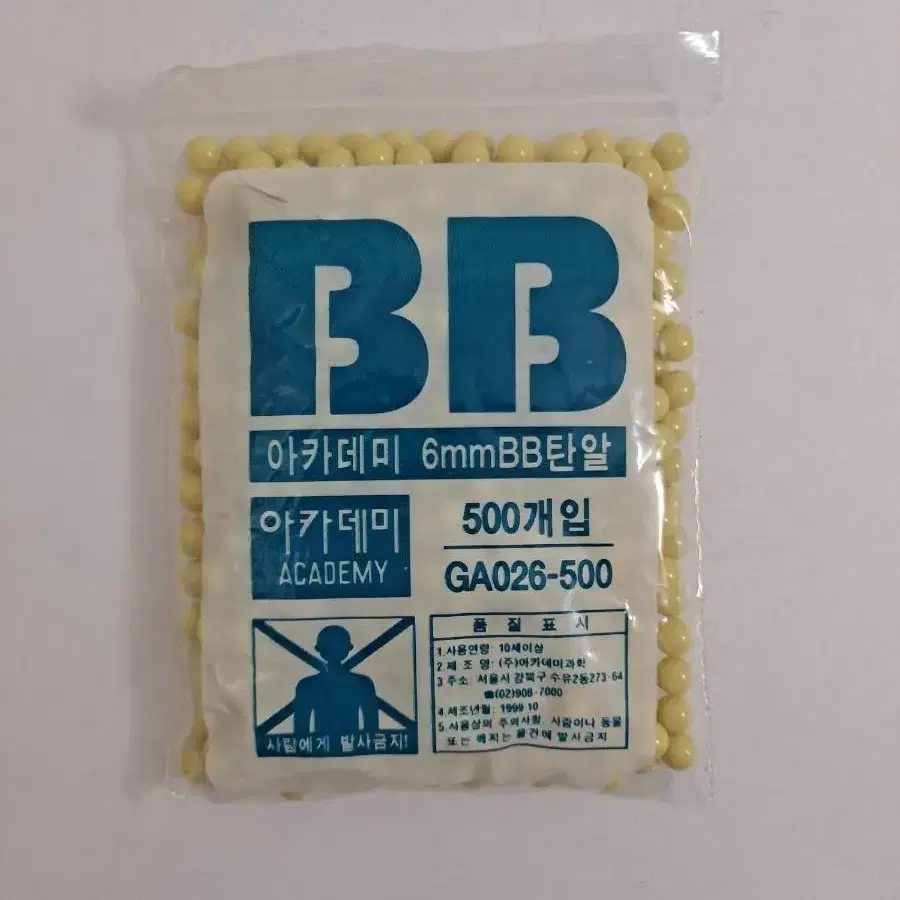 BB
아카데미 6mmBB탄알
아카데미
ACADEMY
500개입
GA026-500
사람에게 발사금지!
품질표시
1.사용연령: 10세이상
2.제 조 명: (주)아카데미과학
3.주소: 서울시 강북구 수유2동273-64
☎(02)908-7000
4.제조년월: 1999 10
5.사용상의 주의사항. 사람이나 동물
또는 깨지는 물건에 발사금지